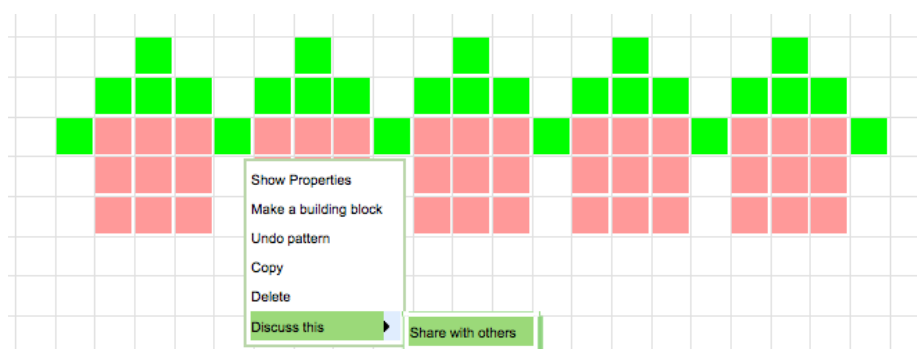 Show Properties
Make a building block
Undo pattern
Copy
Delete
Discuss this
Share with others